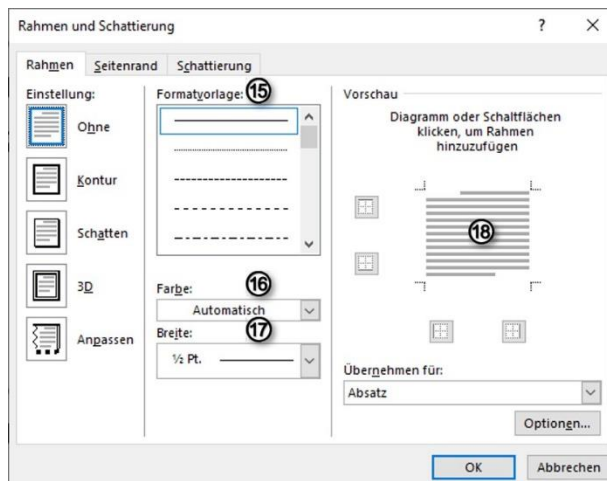 Rahmen und Schattierung ? ×
Rahmen Seitenrand Schattierung
Einstellung:
Ohne
Kontur
Schatten
3D
Anpassen
Formatvorlage: 15
Farbe: 16
Automatisch
Breite: 17
½ Pt.
Vorschau
Diagramm oder Schaltflächen
klicken, um Rahmen
hinzuzufügen
18
Übernehmen für:
Absatz
Optionen...
OK Abbrechen